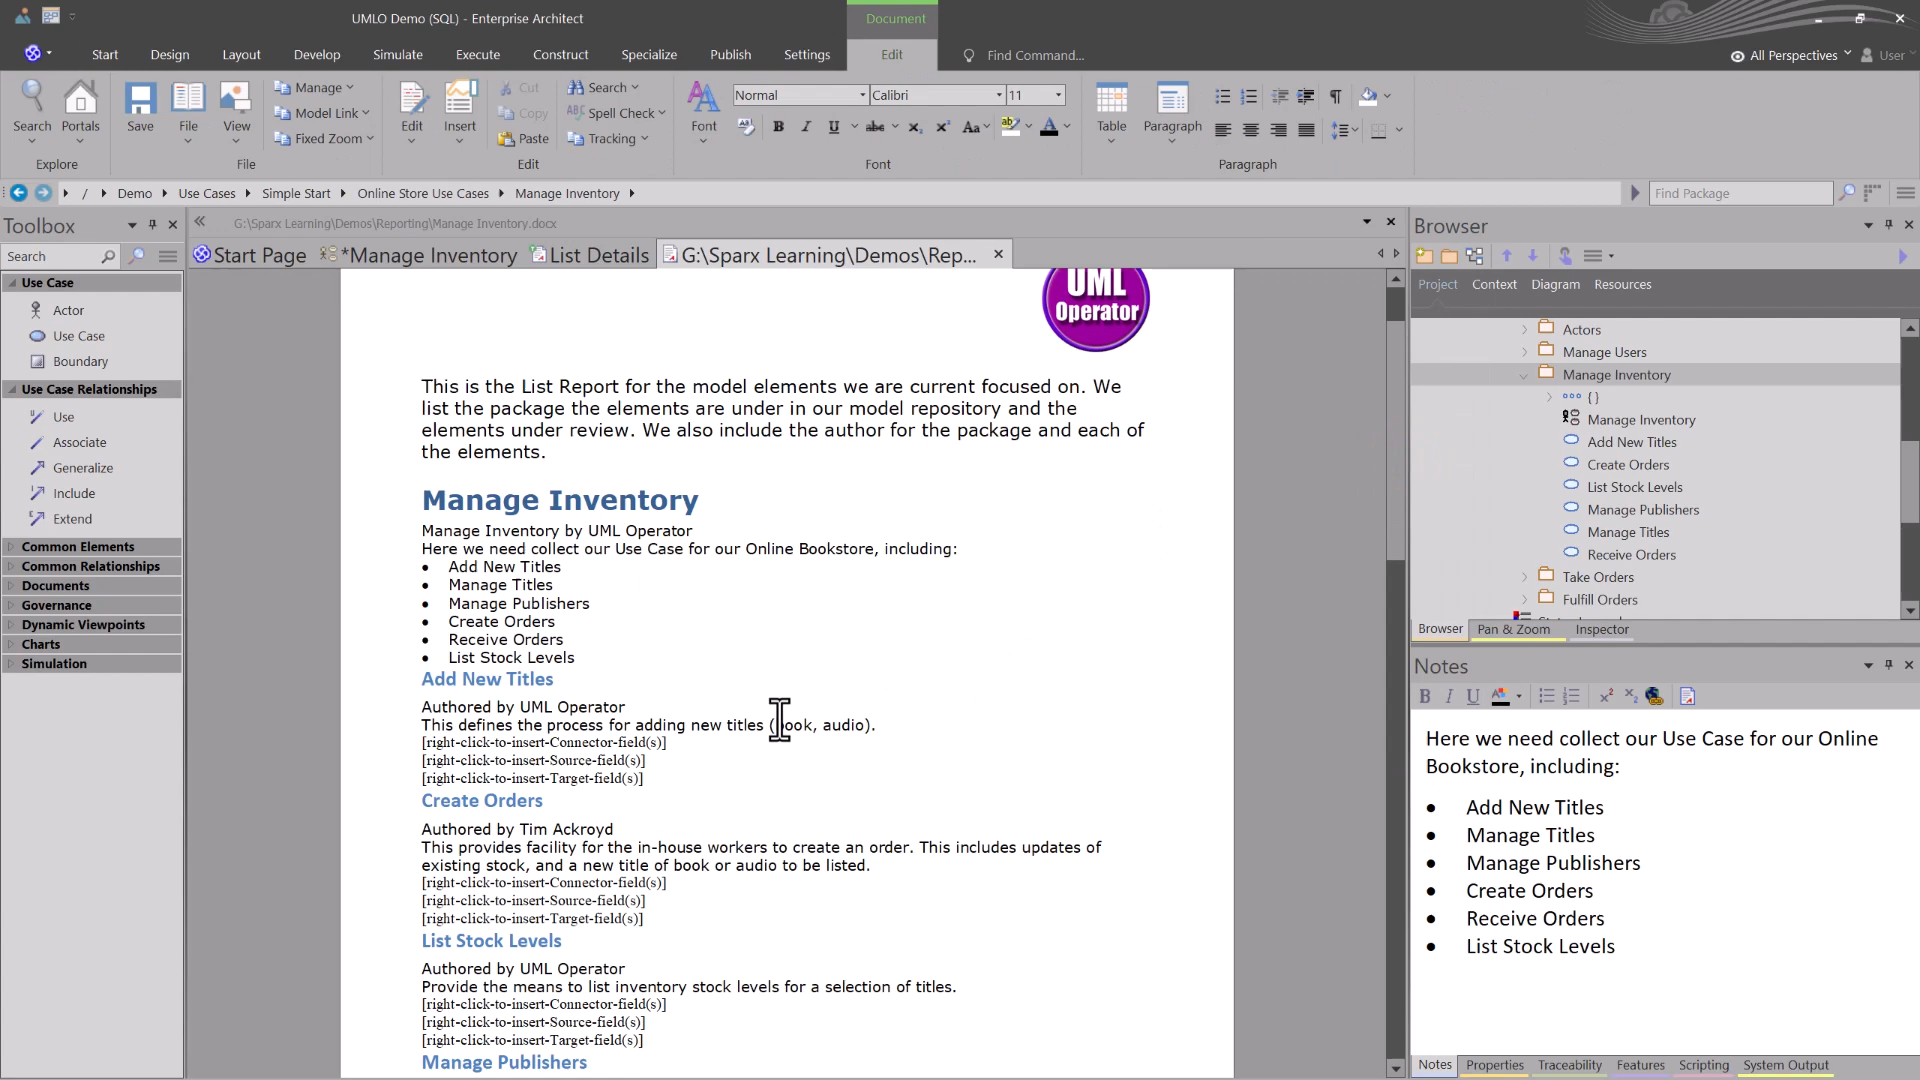 UMLO Demo (SQL) - Enterprise Architect
Document
Start Design Layout Develop Simulate Execute Construct Specialize Publish Settings Edit Find Command... All Perspectives User
Search Portals Save File View Manage Model Link Fixed Zoom
Edit Insert Cut Copy Paste Search Spell Check Tracking
Font Normal Calibri 11
Table Paragraph
Explore File Edit Font Paragraph
/ Demo Use Cases Simple Start Online Store Use Cases Manage Inventory Find Package
Toolbox
Search
Use Case
Actor
Use Case
Boundary
Use Case Relationships
Use
Associate
Generalize
Include
Extend
Common Elements
Common Relationships
Documents
Governance
Dynamic Viewpoints
Charts
Simulation
G:\Sparx Learning\Demos\Reporting\Manage Inventory.docx
Start Page *Manage Inventory List Details G:\Sparx Learning\Demos\Rep...
UML
Operator
This is the List Report for the model elements we are current focused on. We
list the package the elements are under in our model repository and the
elements under review. We also include the author for the package and each of
the elements.
Manage Inventory
Manage Inventory by UML Operator
Here we need collect our Use Case for our Online Bookstore, including:
• Add New Titles
• Manage Titles
• Manage Publishers
• Create Orders
• Receive Orders
• List Stock Levels
Add New Titles
Authored by UML Operator
This defines the process for adding new titles (book, audio).
[right-click-to-insert-Connector-field(s)]
[right-click-to-insert-Source-field(s)]
[right-click-to-insert-Target-field(s)]
Create Orders
Authored by Tim Ackroyd
This provides facility for the in-house workers to create an order. This includes updates of
existing stock, and a new title of book or audio to be listed.
[right-click-to-insert-Connector-field(s)]
[right-click-to-insert-Source-field(s)]
[right-click-to-insert-Target-field(s)]
List Stock Levels
Authored by UML Operator
Provide the means to list inventory stock levels for a selection of titles.
[right-click-to-insert-Connector-field(s)]
[right-click-to-insert-Source-field(s)]
[right-click-to-insert-Target-field(s)]
Manage Publishers
Browser
Project Context Diagram Resources
Actors
Manage Users
Manage Inventory
{ }
Manage Inventory
Add New Titles
Create Orders
List Stock Levels
Manage Publishers
Manage Titles
Receive Orders
Take Orders
Fulfill Orders
Browser Pan & Zoom Inspector
Notes
Here we need collect our Use Case for our Online
Bookstore, including:
• Add New Titles
• Manage Titles
• Manage Publishers
• Create Orders
• Receive Orders
• List Stock Levels
Notes Properties Traceability Features Scripting System Output